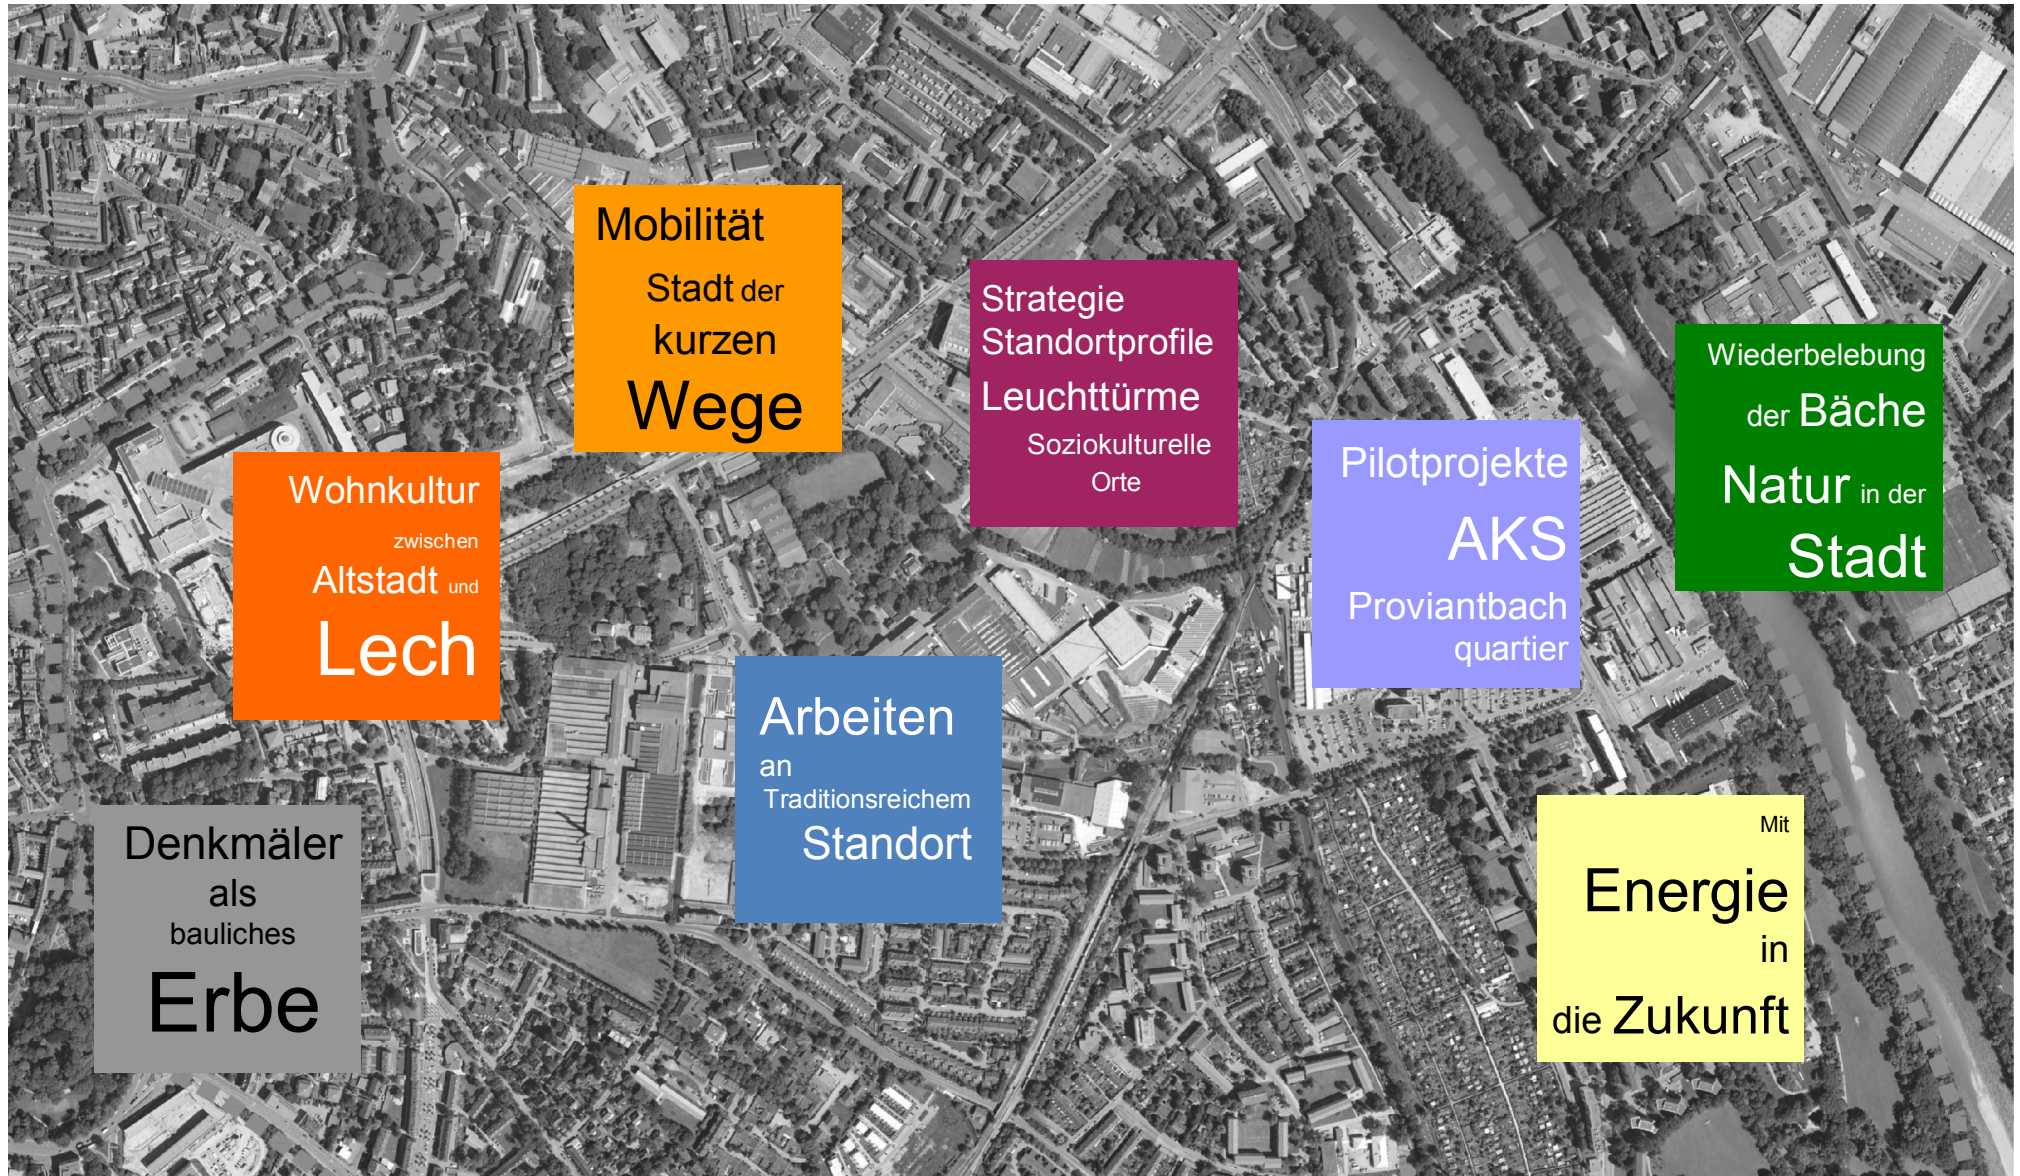 Mobilität
Stadt der
kurzen
Wege
Strategie
Standortprofile
Leuchttürme
Soziokulturelle
Orte
Wiederbelebung
der Bäche
Natur in der
Stadt
Pilotprojekte
AKS
Proviantbach
quartier
Wohnkultur
zwischen
Altstadt und
Lech
Arbeiten
an
Traditionsreichem
Standort
Denkmäler
als
bauliches
Erbe
Mit
Energie
in
die Zukunft